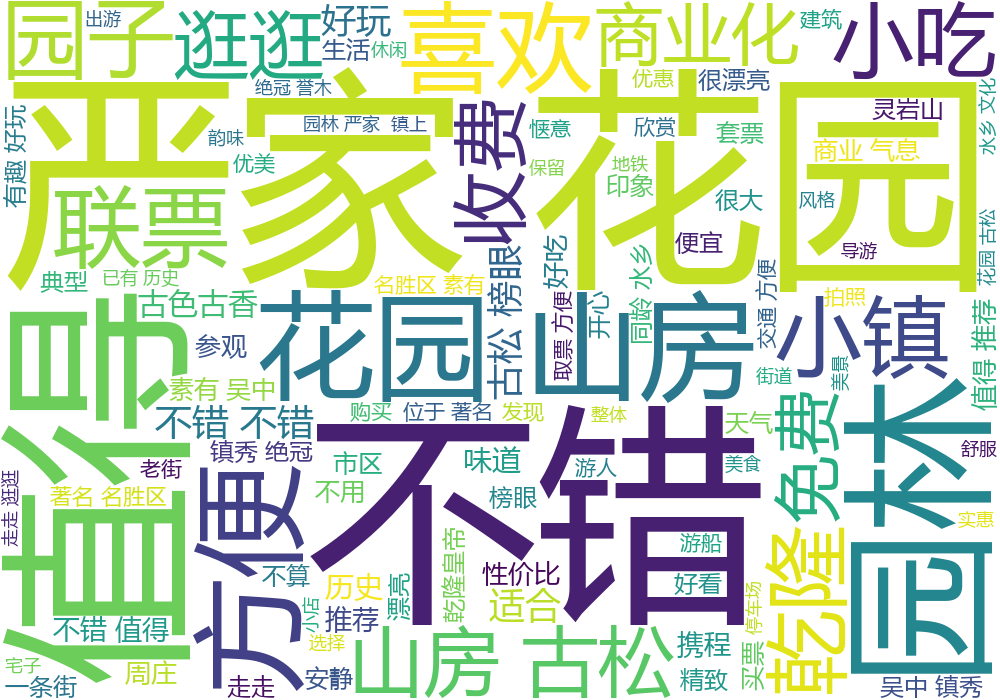 园子
出游
逛逛
好玩
生活 休闲
喜欢
商业化
建筑
小吃
严家花园
绝冠 誉木
园林 严家 镇上
韵味
优美
有趣 好玩
联票
收费
惬意
保留
地铁
印象
优惠
很漂亮
欣赏
套票
很大
便宜
灵岩山
商业 气息
风格
导游
水乡 文化
花园 古松
典型
已有 历史
古色古香
参观
素有 吴中
名胜区 素有
古松 榜眼
好吃
取票 方便
开心
同龄 水乡
交通 方便
拍照
小镇
美景
街道
值得 推荐
值得
花园
山房
不错 不错
购买
位于 著名
发现
整体
天气
免费
园林
舒服
镇秀 绝冠
老街
著名 名胜区
走走 逛逛
方便
市区
不用
味道
榜眼
游人
美食
不错
游船
好看
实惠
乾隆
停车场
买票
乾隆皇帝
性价比
适合
不算
历史
小店
推荐
漂亮
选择
安静
不错 值得
宅子
周庄
一条街
走走
山房 古松
携程
精致
吴中 镇秀